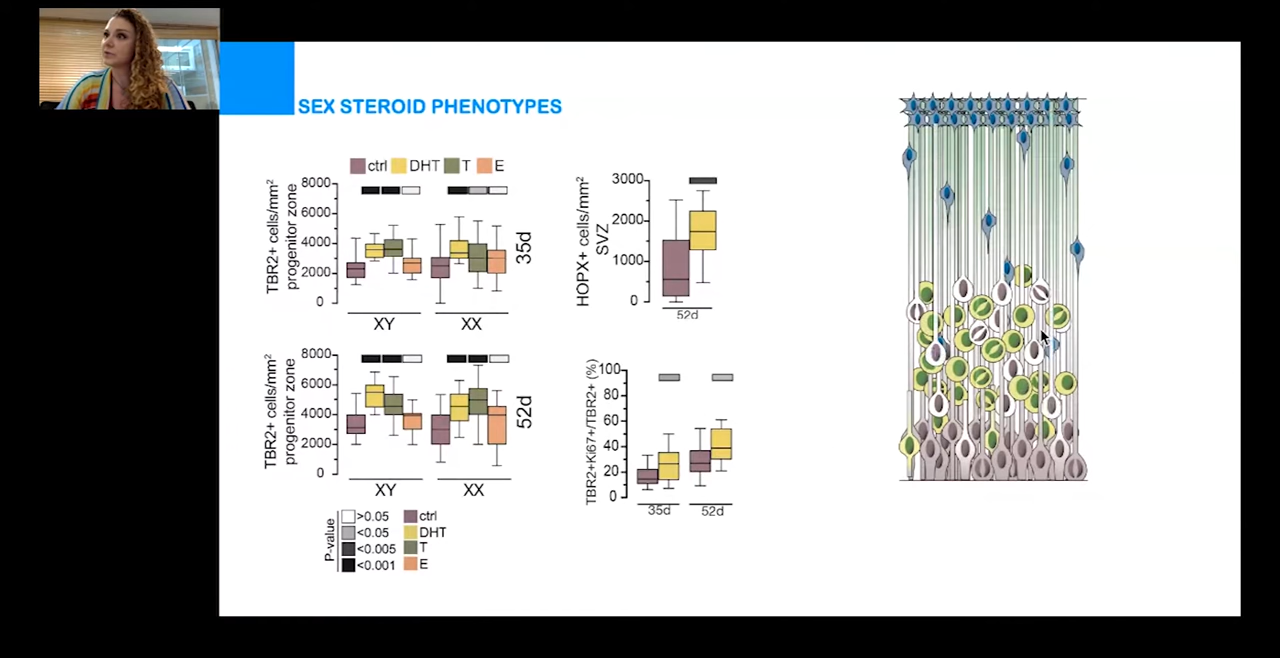 SEX STEROID PHENOTYPES
ctrl DHT T E
TBR2+ cells/mm²
progenitor zone
8000
6000
4000
2000
0
XY XX
35d
TBR2+ cells/mm²
progenitor zone
8000
6000
4000
2000
0
XY XX
52d
P-value
>0.05
<0.05
<0.005
<0.001
ctrl
DHT
T
E
HOPX+ cells/mm²
SVZ
3000
2000
1000
0
52d
TBR2+Ki67+/TBR2+ (%)
100
80
60
40
20
0
35d 52d